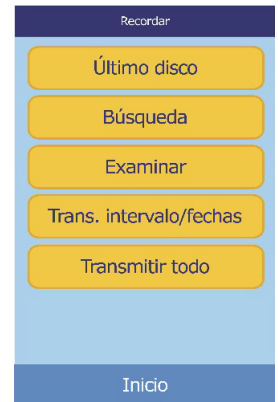 Recordar
Último disco
Búsqueda
Examinar
Trans. intervalo/fechas
Transmitir todo
Inicio